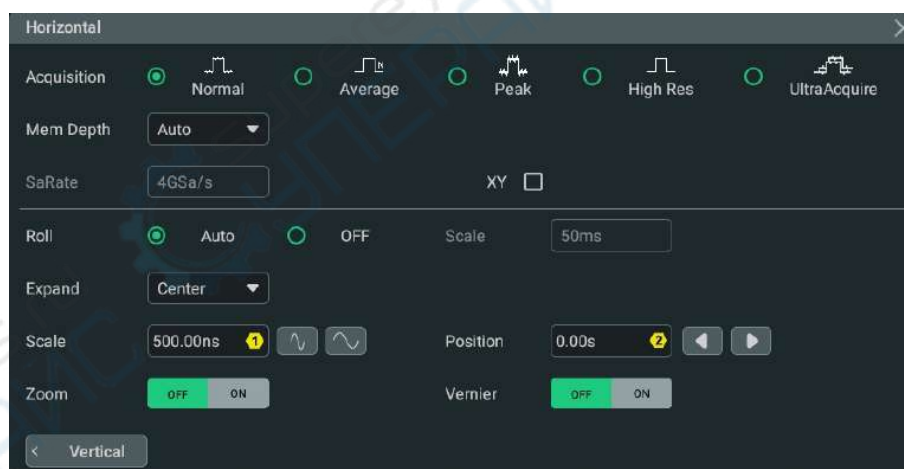 Horizontal
Acquisition Normal Average Peak High Res UltraAcquire
Mem Depth Auto
SaRate 4GSa/s XY
Roll Auto OFF Scale 50ms
Expand Center
Scale 500.00ns 1 Position 0.00s 2
Zoom OFF ON Vernier OFF ON
< Vertical